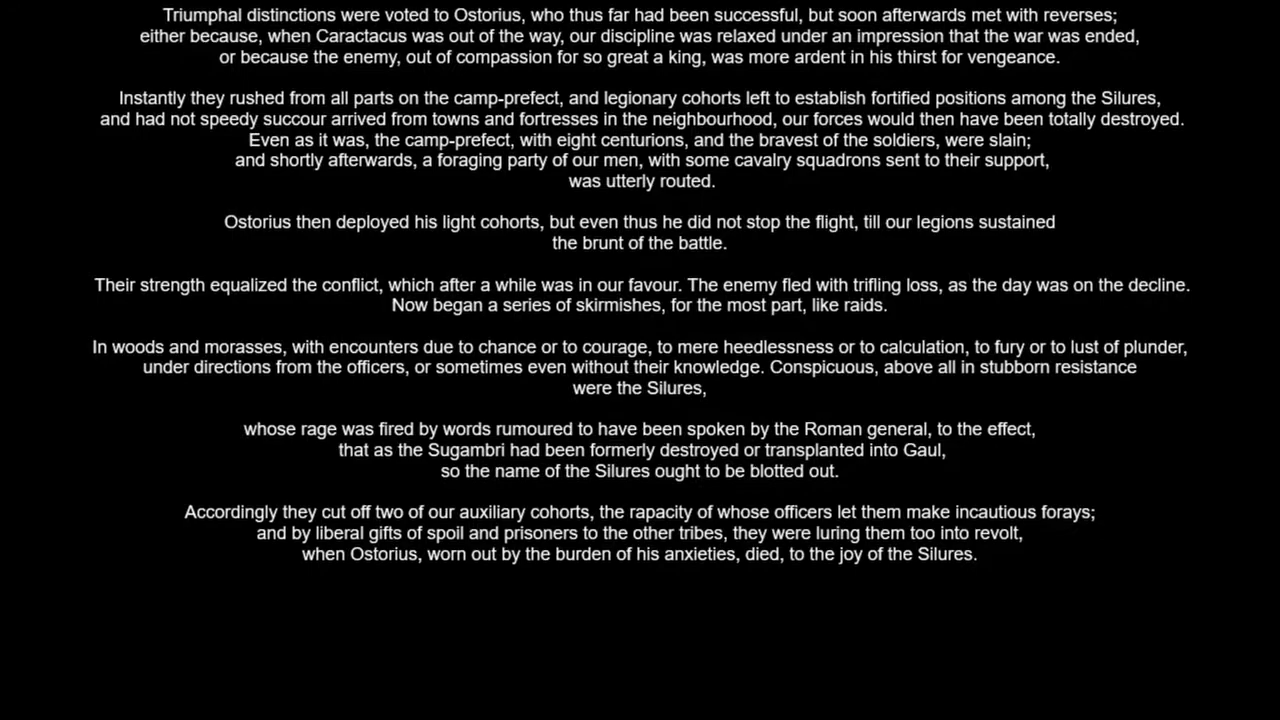 Triumphal distinctions were voted to Ostorius, who thus far had been successful, but soon afterwards met with reverses;
either because, when Caractacus was out of the way, our discipline was relaxed under an impression that the war was ended,
or because the enemy, out of compassion for so great a king, was more ardent in his thirst for vengeance.
Instantly they rushed from all parts on the camp-prefect, and legionary cohorts left to establish fortified positions among the Silures,
and had not speedy succour arrived from towns and fortresses in the neighbourhood, our forces would then have been totally destroyed.
Even as it was, the camp-prefect, with eight centurions, and the bravest of the soldiers, were slain;
and shortly afterwards, a foraging party of our men, with some cavalry squadrons sent to their support,
was utterly routed.
Ostorius then deployed his light cohorts, but even thus he did not stop the flight, till our legions sustained
the brunt of the battle.
Their strength equalized the conflict, which after a while was in our favour. The enemy fled with trifling loss, as the day was on the decline.
Now began a series of skirmishes, for the most part, like raids.
In woods and morasses, with encounters due to chance or to courage, to mere heedlessness or to calculation, to fury or to lust of plunder,
under directions from the officers, or sometimes even without their knowledge. Conspicuous, above all in stubborn resistance
were the Silures,
whose rage was fired by words rumoured to have been spoken by the Roman general, to the effect,
that as the Sugambri had been formerly destroyed or transplanted into Gaul,
so the name of the Silures ought to be blotted out.
Accordingly they cut off two of our auxiliary cohorts, the rapacity of whose officers let them make incautious forays;
and by liberal gifts of spoil and prisoners to the other tribes, they were luring them too into revolt,
when Ostorius, worn out by the burden of his anxieties, died, to the joy of the Silures.